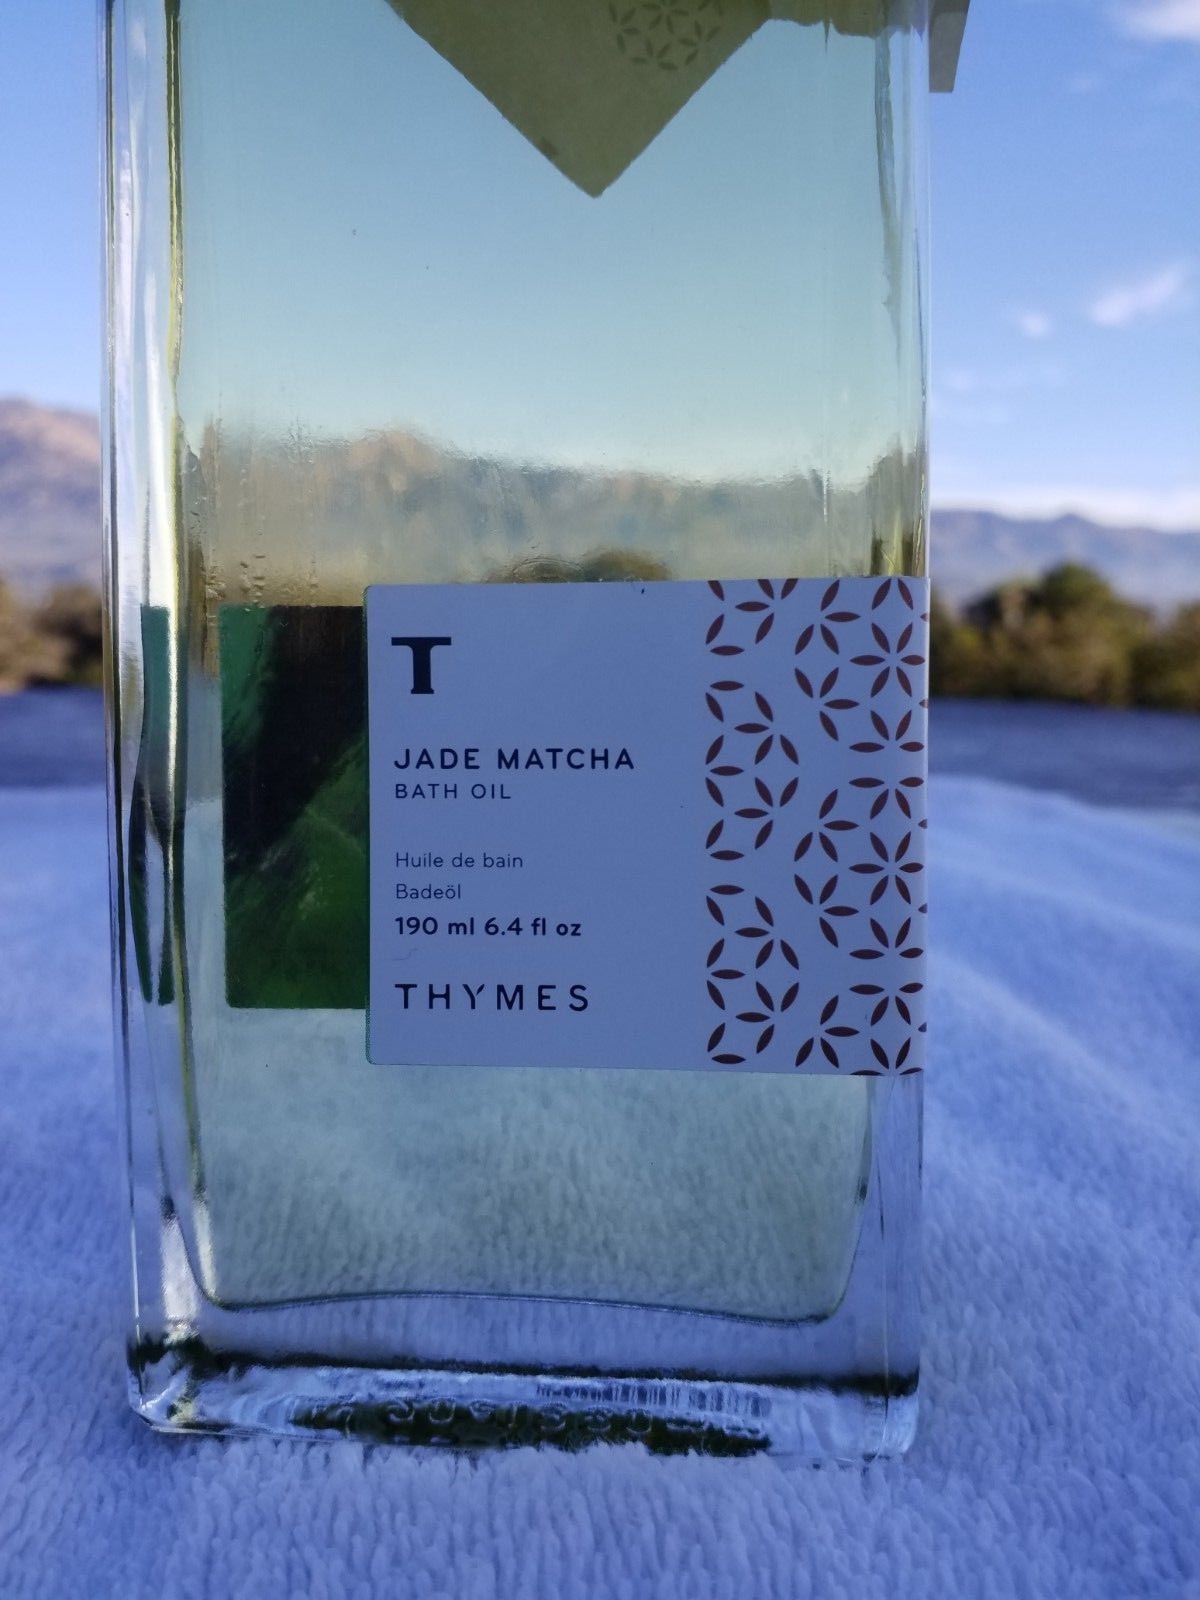 T
JADE MATCHA
BATH OIL
Huile de bain
Badeöl
190 ml 6.4 fl oz
THYMES